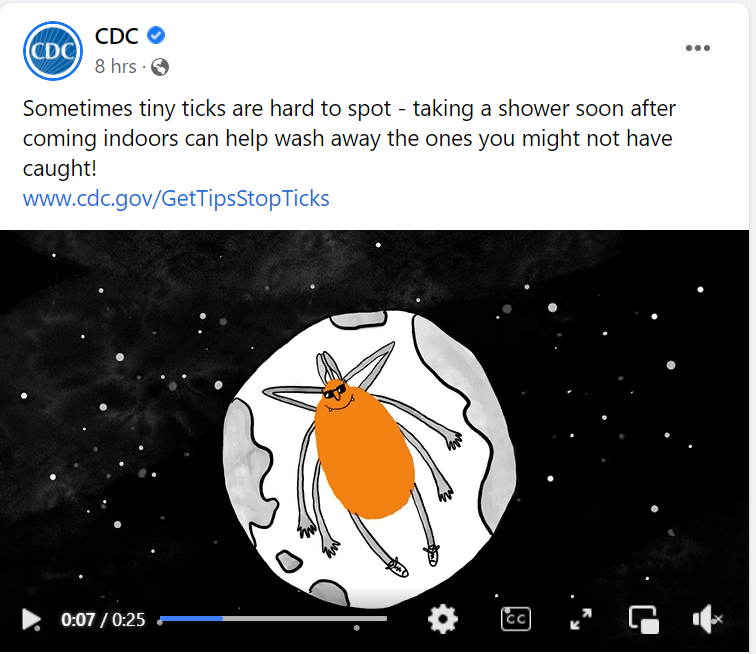 CDC
CDC
8 hrs ·
Sometimes tiny ticks are hard to spot - taking a shower soon after
coming indoors can help wash away the ones you might not have
caught!
www.cdc.gov/GetTipsStopTicks
0:07 / 0:25
CC